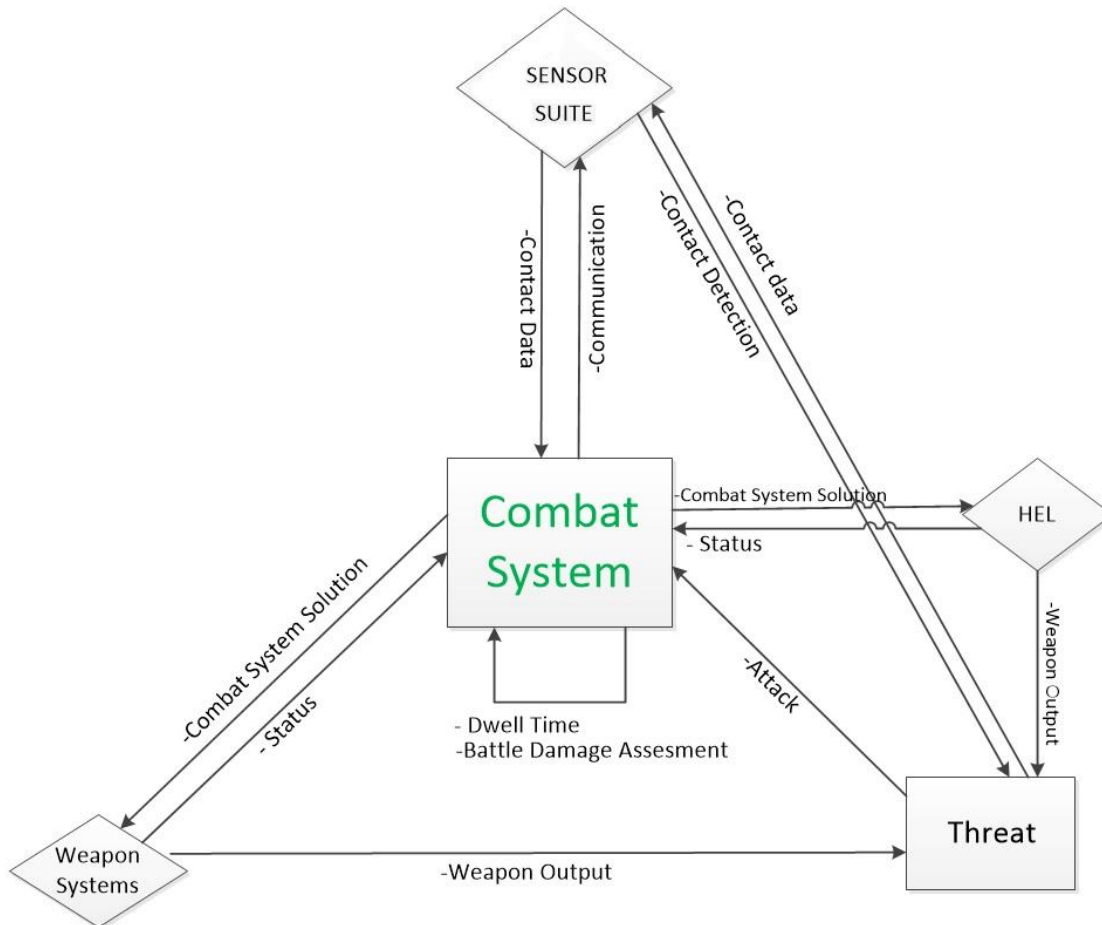 SENSOR
SUITE
-Contact Data
-Communication
-Contact Detection
-Contact data
Combat
System
-Combat System Solution
- Status
HEL
-Combat System Solution
- Status
- Dwell Time
-Battle Damage Assesment
-Attack
-Weapon Output
Weapon
Systems
-Weapon Output
Threat